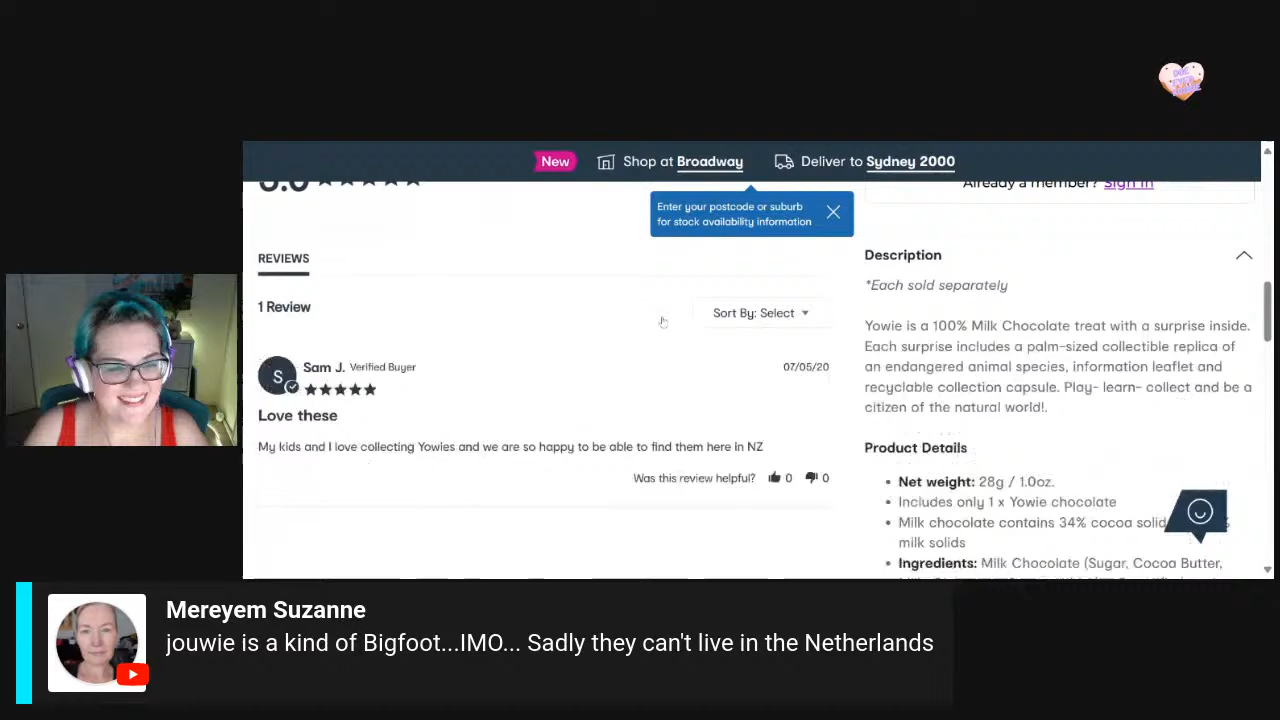 New
Shop at Broadway
Deliver to Sydney 2000
Already a member? Sign In
Enter your postcode or suburb
for stock availability information
REVIEWS
1 Review
Sort By: Select
S
Sam J. Verified Buyer
07/05/20
Love these
My kids and I love collecting Yowies and we are so happy to be able to find them here in NZ
Was this review helpful? 0 0
Description
*Each sold separately
Yowie is a 100% Milk Chocolate treat with a surprise inside.
Each surprise includes a palm-sized collectible replica of
an endangered animal species, information leaflet and
recyclable collection capsule. Play- learn- collect and be a
citizen of the natural world!.
Product Details
Net weight: 28g / 1.0oz.
Includes only 1 x Yowie chocolate
Milk chocolate contains 34% cocoa solid
milk solids
Ingredients: Milk Chocolate (Sugar, Cocoa Butter,
Mereyem Suzanne
jouwie is a kind of Bigfoot...IMO... Sadly they can't live in the Netherlands